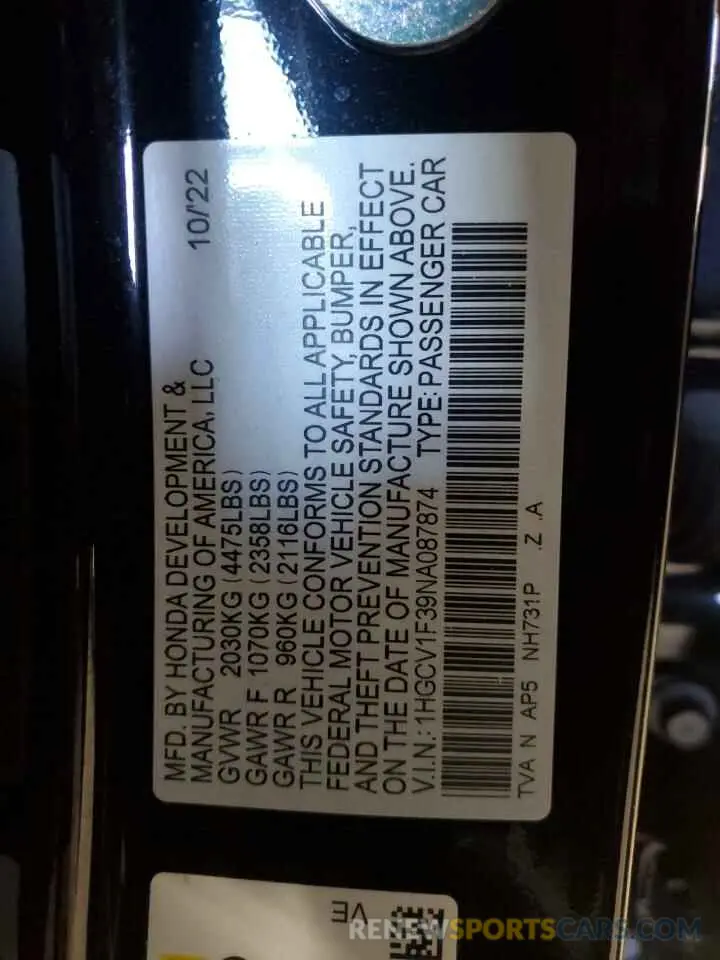 MFD. BY HONDA DEVELOPMENT &
MANUFACTURING OF AMERICA, LLC 10/'22
GVWR 2030KG (4475LBS)
GAWR F 1070KG (2358LBS)
GAWR R 960KG (2116LBS)
THIS VEHICLE CONFORMS TO ALL APPLICABLE
FEDERAL MOTOR VEHICLE SAFETY, BUMPER,
AND THEFT PREVENTION STANDARDS IN EFFECT
ON THE DATE OF MANUFACTURE SHOWN ABOVE.
V.I.N.: 1HGCV1F39NA087874 TYPE: PASSENGER CAR
TVA N AP5 NH731P .Z .A
VE
RENEWSPORTSCARS.COM